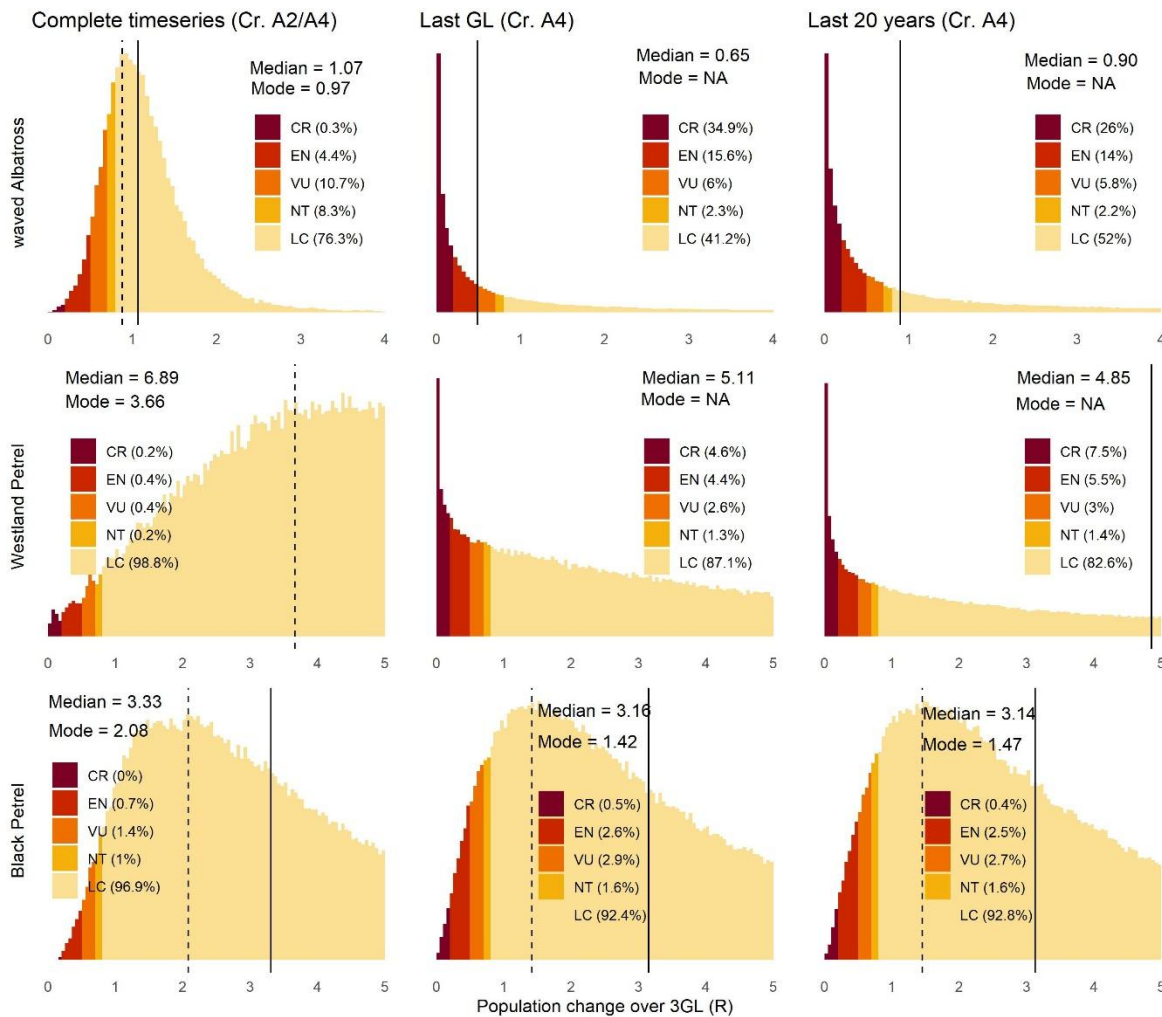 Complete timeseries (Cr. A2/A4)
Last GL (Cr. A4)
Last 20 years (Cr. A4)
waved Albatross
Median = 1.07
Mode = 0.97
CR (0.3%)
EN (4.4%)
VU (10.7%)
NT (8.3%)
LC (76.3%)
0 1 2 3 4
Median = 0.65
Mode = NA
CR (34.9%)
EN (15.6%)
VU (6%)
NT (2.3%)
LC (41.2%)
0 1 2 3 4
Median = 0.90
Mode = NA
CR (26%)
EN (14%)
VU (5.8%)
NT (2.2%)
LC (52%)
0 1 2 3 4
Westland Petrel
Median = 6.89
Mode = 3.66
CR (0.2%)
EN (0.4%)
VU (0.4%)
NT (0.2%)
LC (98.8%)
0 1 2 3 4 5
Median = 5.11
Mode = NA
CR (4.6%)
EN (4.4%)
VU (2.6%)
NT (1.3%)
LC (87.1%)
0 1 2 3 4 5
Median = 4.85
Mode = NA
CR (7.5%)
EN (5.5%)
VU (3%)
NT (1.4%)
LC (82.6%)
0 1 2 3 4 5
Black Petrel
Median = 3.33
Mode = 2.08
CR (0%)
EN (0.7%)
VU (1.4%)
NT (1%)
LC (96.9%)
0 1 2 3 4 5
Median = 3.16
Mode = 1.42
CR (0.5%)
EN (2.6%)
VU (2.9%)
NT (1.6%)
LC (92.4%)
0 1 2 3 4 5
Median = 3.14
Mode = 1.47
CR (0.4%)
EN (2.5%)
VU (2.7%)
NT (1.6%)
LC (92.8%)
0 1 2 3 4 5
Population change over 3GL (R)